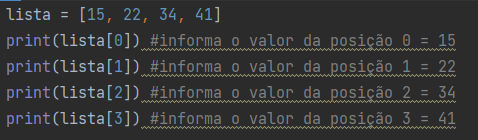 lista = [15, 22, 34, 41]
print(lista[0]) #informa o valor da posição 0 = 15
print(lista[1]) #informa o valor da posição 1 = 22
print(lista[2]) #informa o valor da posição 2 = 34
print(lista[3]) #informa o valor da posição 3 = 41